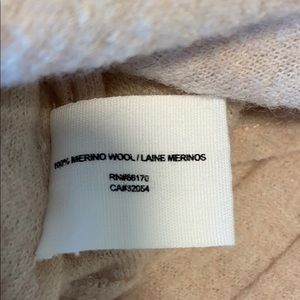 100% MERINO WOOL / LAINE MERINOS
RN#66170
CA#32054